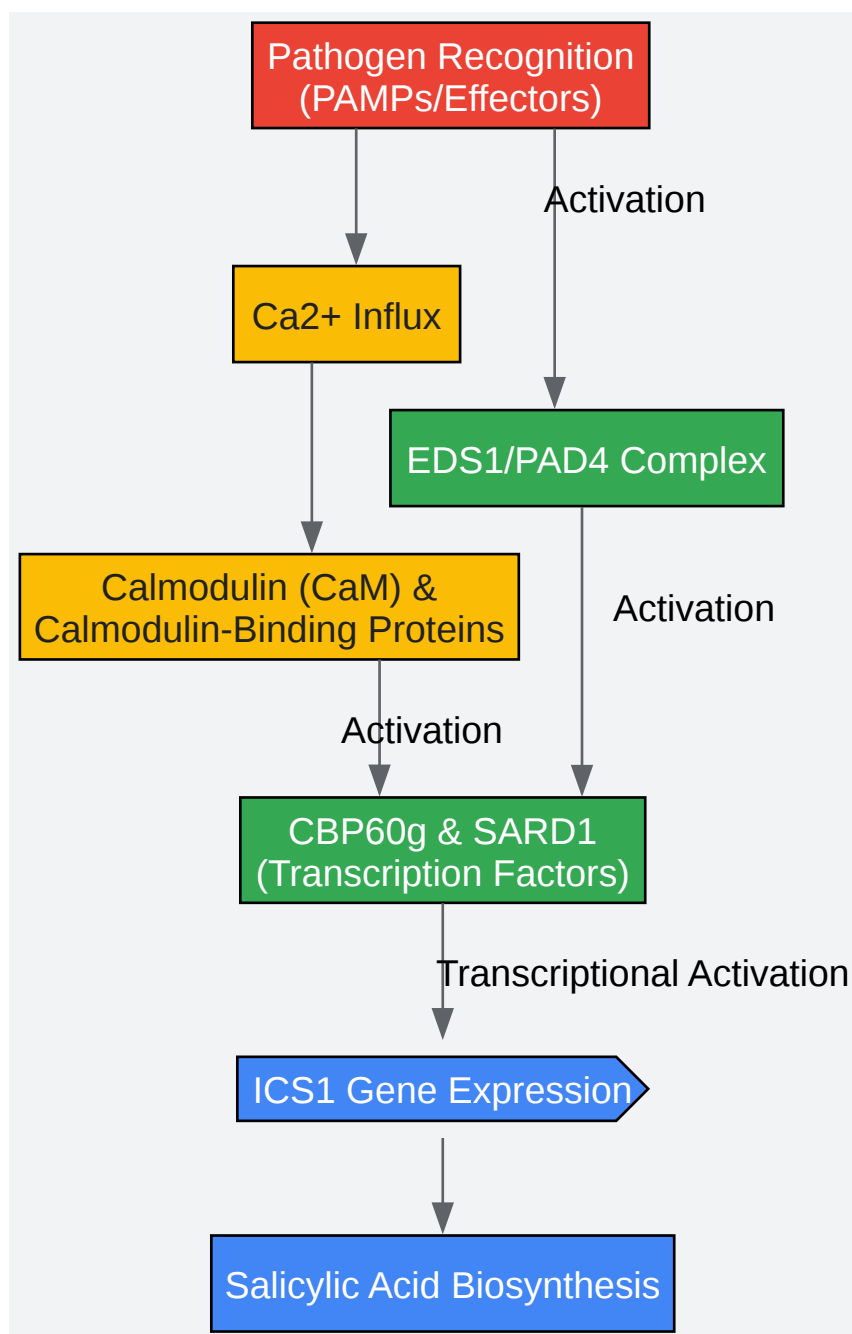 Pathogen Recognition
(PAMPs/Effectors)
Activation
Ca2+ Influx
EDS1/PAD4 Complex
Calmodulin (CaM) &
Calmodulin-Binding Proteins
Activation
Activation
CBP60g & SARD1
(Transcription Factors)
Transcriptional Activation
ICS1 Gene Expression
Salicylic Acid Biosynthesis